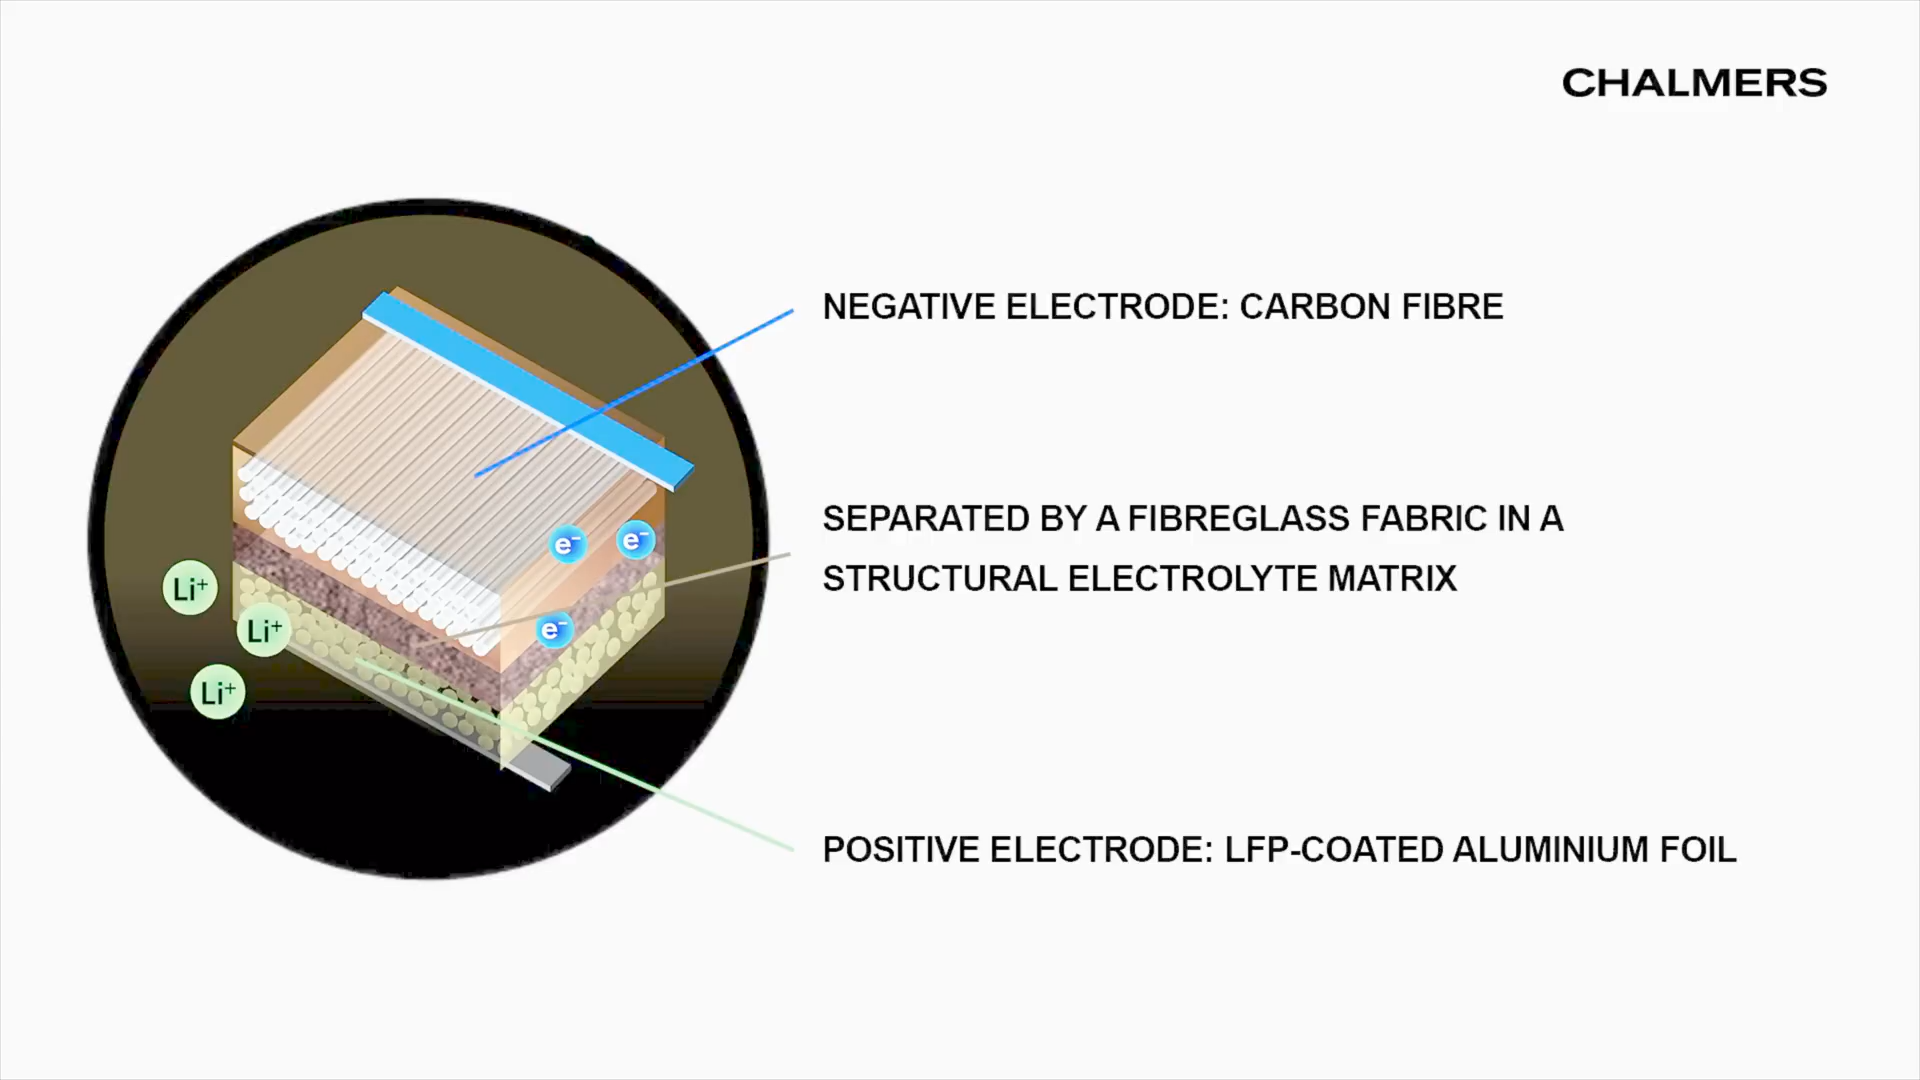 CHALMERS
NEGATIVE ELECTRODE: CARBON FIBRE
SEPARATED BY A FIBREGLASS FABRIC IN A
STRUCTURAL ELECTROLYTE MATRIX
e⁻ e⁻
Li⁺
Li⁺ e⁻
Li⁺
POSITIVE ELECTRODE: LFP-COATED ALUMINIUM FOIL